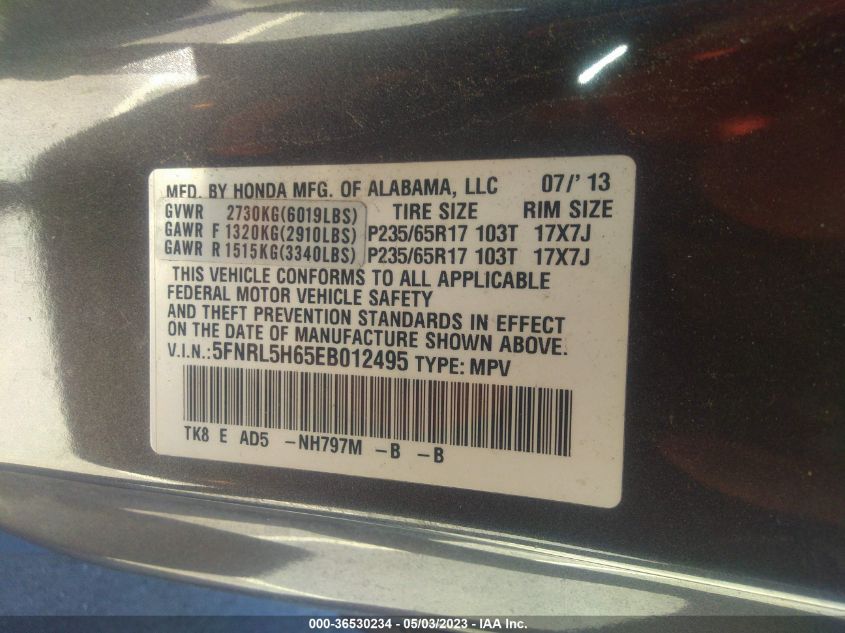 MFD. BY HONDA MFG. OF ALABAMA, LLC 07/'13
GVWR 2730KG(6019LBS) TIRE SIZE RIM SIZE
GAWR F 1320KG(2910LBS) P235/65R17 103T 17X7J
GAWR R 1515KG(3340LBS) P235/65R17 103T 17X7J
THIS VEHICLE CONFORMS TO ALL APPLICABLE
FEDERAL MOTOR VEHICLE SAFETY
AND THEFT PREVENTION STANDARDS IN EFFECT
ON THE DATE OF MANUFACTURE SHOWN ABOVE.
V.I.N.:5FNRL5H65EB012495 TYPE: MPV
TK8 E AD5 -NH797M -B -B
000-36530234 - 05/03/2023 - IAA Inc.